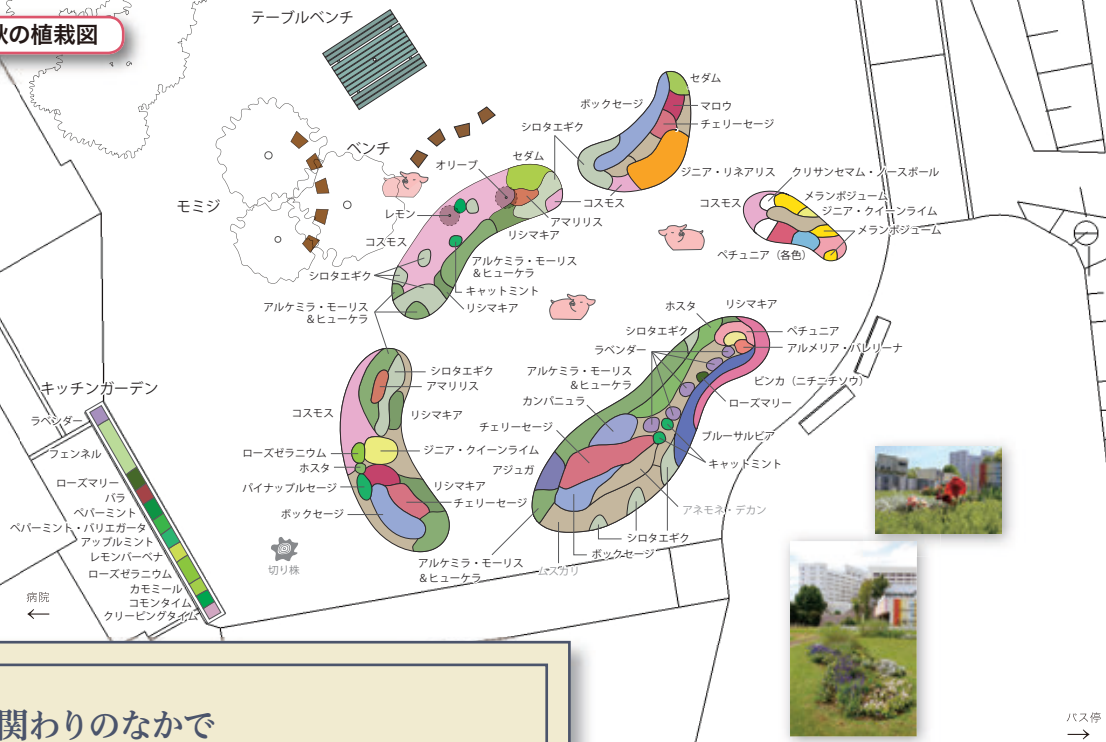 秋の植栽図
テーブルベンチ
ベンチ
モミジ
オリーブ
セダム
シロタエギク
レモン
コスモス
アマリリス
リシマキア
コスモス
シロタエギク
アルケミラ・モーリス
&ヒューケラ
キャットミント
リシマキア
アルケミラ・モーリス
&ヒューケラ
セダム
ボックセージ
マロウ
チェリーセージ
ジニア・リネアリス
クリサンセマム・ノースポール
コスモス
メランポジューム
ジニア・クイーンライム
メランポジューム
ペチュニア（各色）
シロタエギク
アマリリス
コスモス
リシマキア
ローズゼラニウム
ジニア・クイーンライム
ホスタ
パイナップルセージ
リシマキア
チェリーセージ
ボックセージ
アルケミラ・モーリス
&ヒューケラ
ホスタ
リシマキア
シロタエギク
ペチュニア
ラベンダー
アルメリア・バレリーナ
アルケミラ・モーリス
&ヒューケラ
ビンカ（ニチニチソウ）
カンパニュラ
ローズマリー
チェリーセージ
ブルーサルビア
アジュガ
キャットミント
アネモネ・デカン
シロタエギク
ボックセージ
ムスカリ
キッチンガーデン
ラベンダー
フェンネル
ローズマリー
バラ
ペパーミント
ペパーミント・バリエガータ
アップルミント
レモンバーベナ
ローズゼラニウム
カモミール
コモンタイム
クリーピングタイム
切り株
病院
←
関わりのなかで
バス停
→